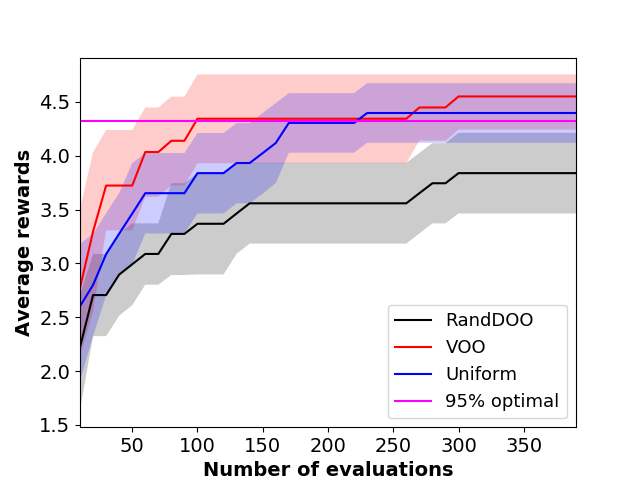 4.5
4.0
3.5
3.0
2.5
2.0
1.5
Average rewards
RandDOO
VOO
Uniform
95% optimal
50 100 150 200 250 300 350
Number of evaluations